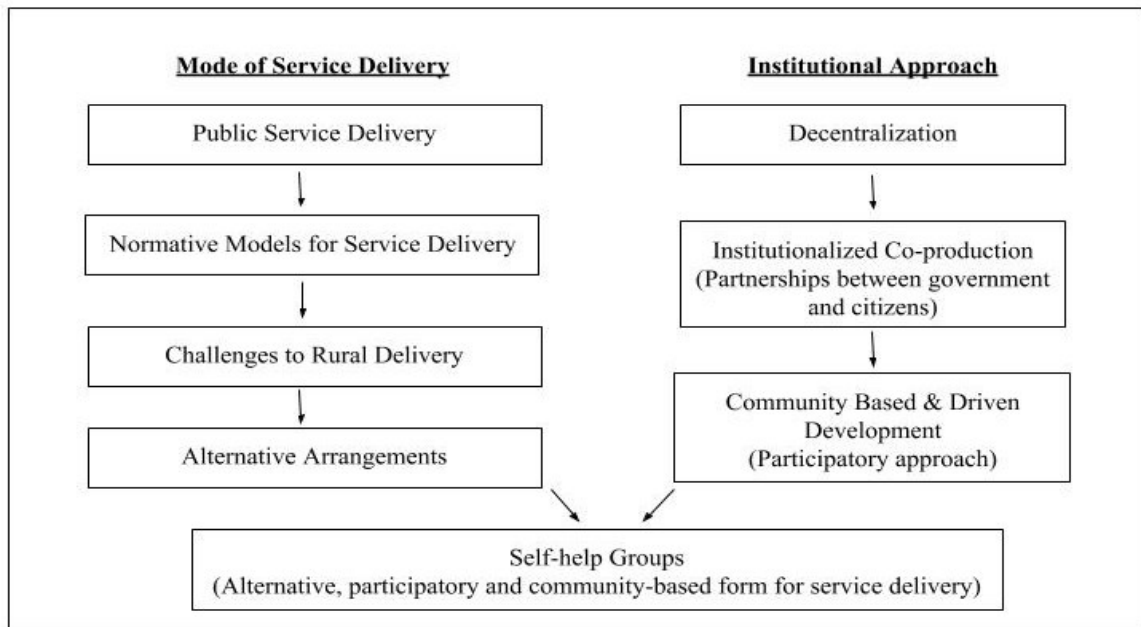 Mode of Service Delivery
Public Service Delivery
Normative Models for Service Delivery
Challenges to Rural Delivery
Alternative Arrangements
Institutional Approach
Decentralization
Institutionalized Co-production
(Partnerships between government
and citizens)
Community Based & Driven
Development
(Participatory approach)
Self-help Groups
(Alternative, participatory and community-based form for service delivery)